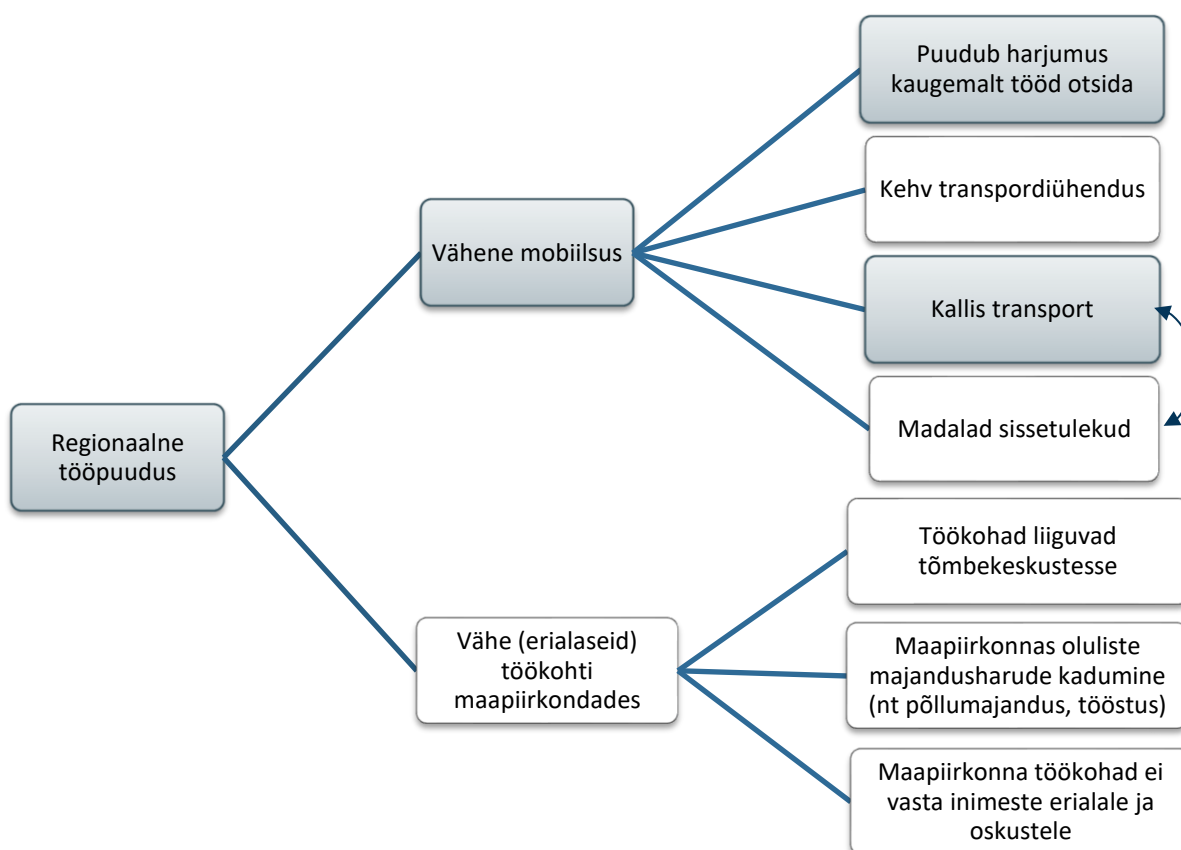 Puudub harjumus
kaugemalt tööd otsida
Kehv transpordiühendus
Vähene mobiilsus
Kallis transport
Madalad sissetulekud
Regionaalne
tööpuudus
Töökohad liiguvad
tõmbekeskustesse
Vähe (erialaseid)
töökohti
maapiirkondades
Maapiirkonnas oluliste
majandusharude kadumine
(nt põllumajandus, tööstus)
Maapiirkonna töökohad ei
vasta inimeste erialale ja
oskustele